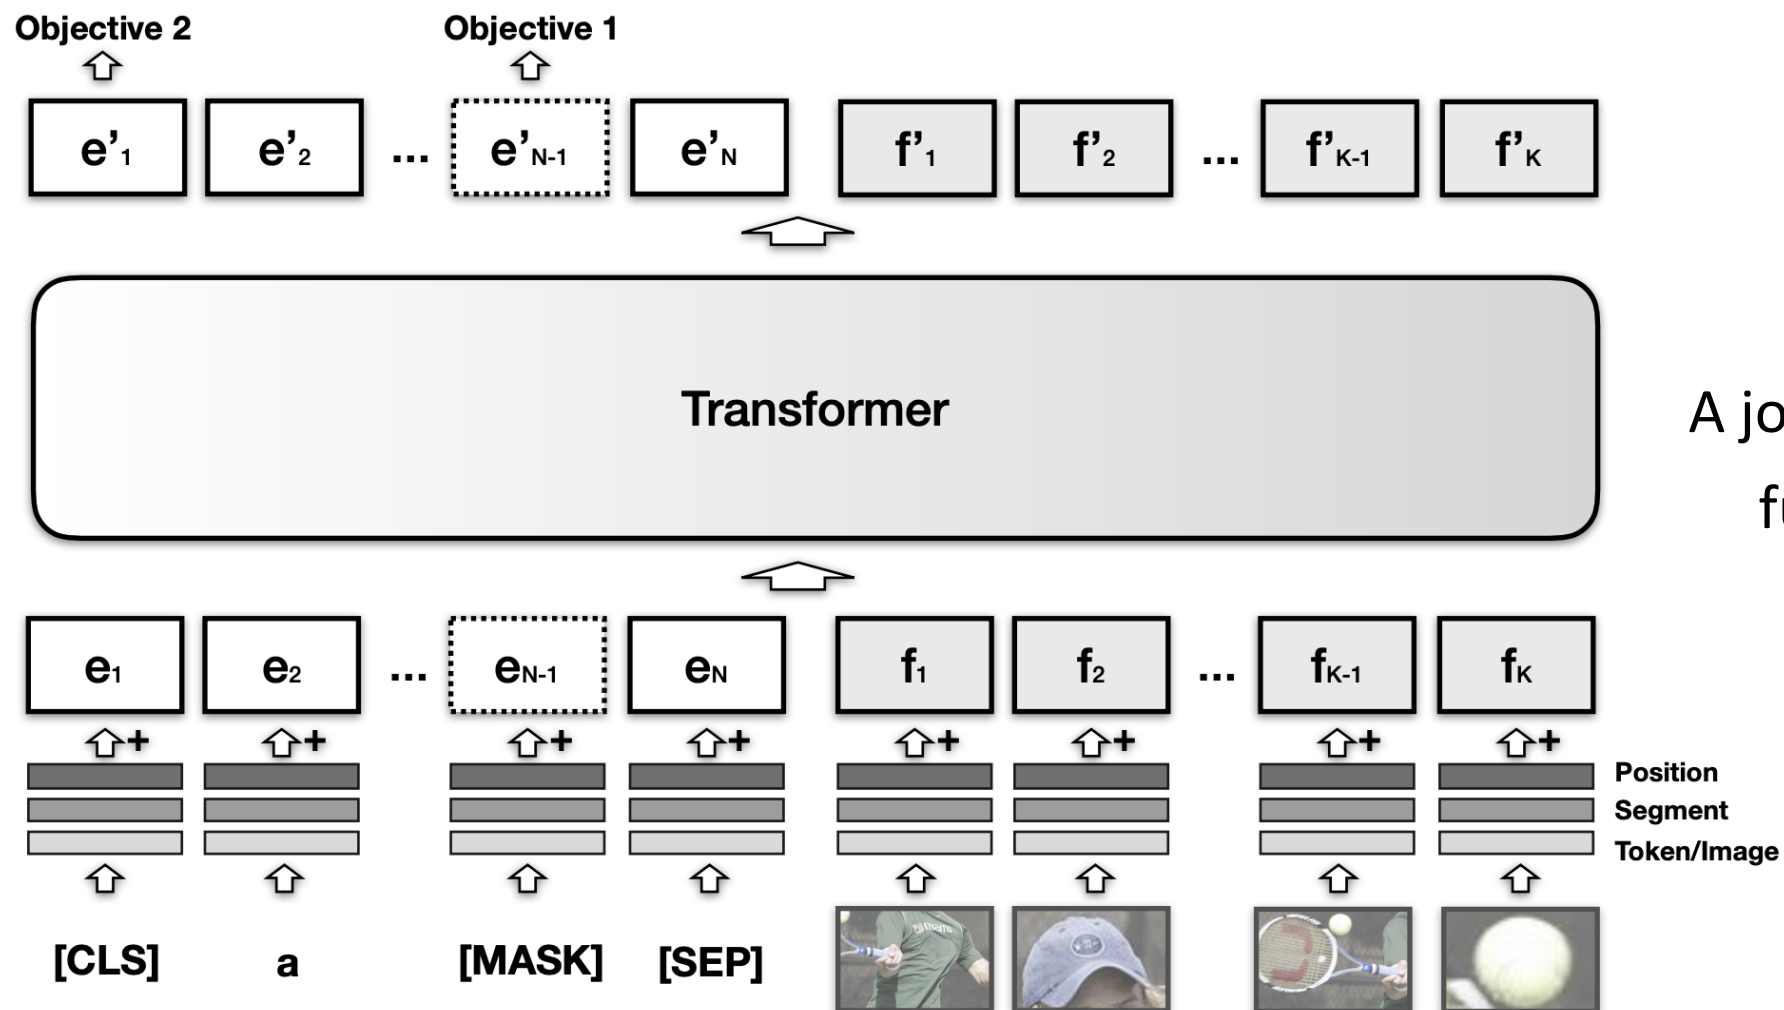 Objective 2 Objective 1
e’1 e’2 ... e’N-1 e’N f’1 f’2 ... f’K-1 f’K
Transformer
A jo
e1 e2 ... eN-1 eN f1 f2 ... fK-1 fK
+ + + + + + + +
Position
Segment
Token/Image
[CLS] a [MASK] [SEP]